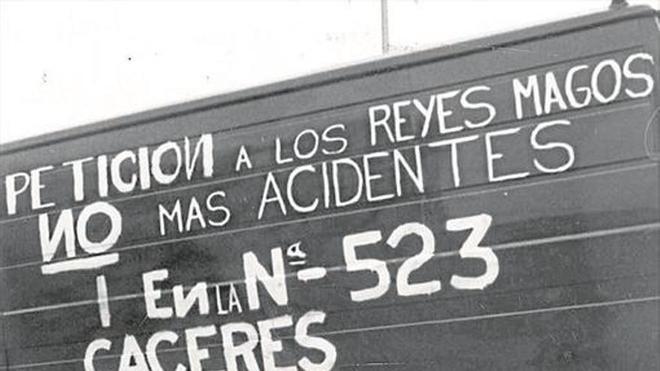 PETICION A LOS REYES MAGOS
NO MAS ACIDENTES
I EN LA Nª-523
CACERES